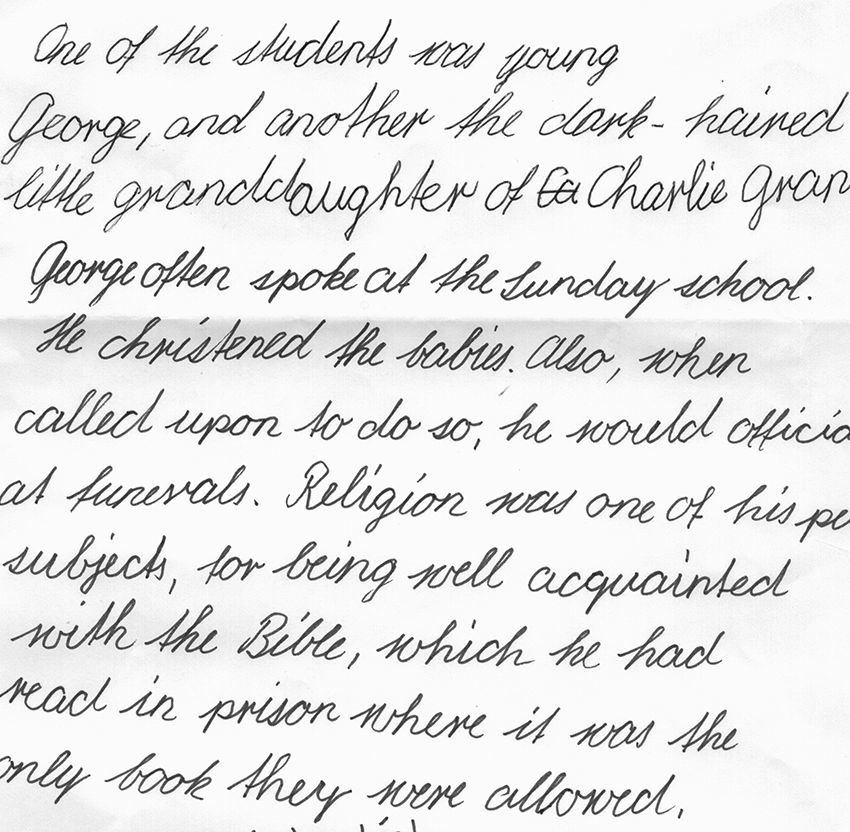 One of the students was young
George, and another the dark-haired
little granddaughter of Ca Charlie Gran
George often spoke at the Sunday school.
He christened the babies. Also, when
called upon to do so, he would officia
at funerals. Religion was one of his pe
subjects, for being well acquainted
with the Bible, which he had
read in prison where it was the
only book they were allowed.